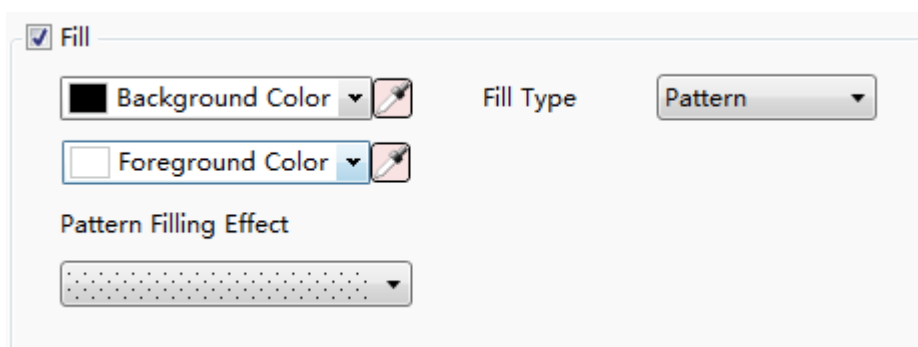 Fill
Background Color
Fill Type
Pattern
Foreground Color
Pattern Filling Effect